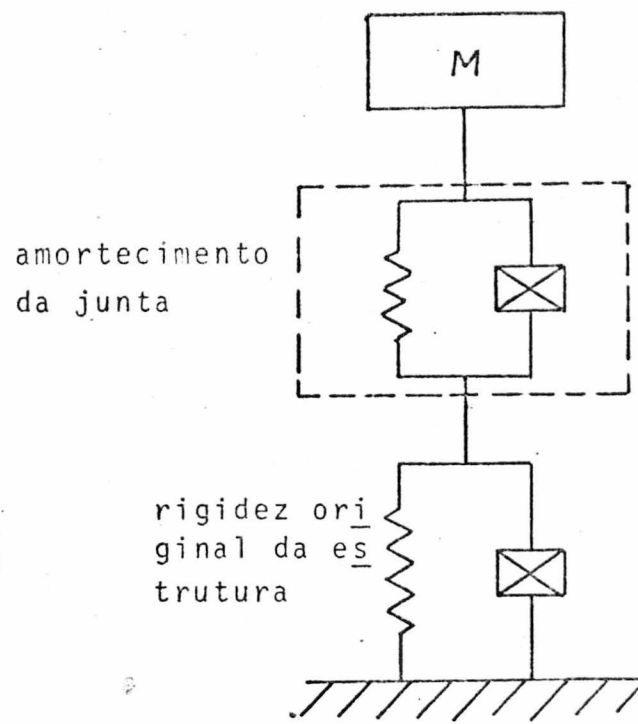 M
amortecimento
da junta
rigidez ori
ginal da es
trutura